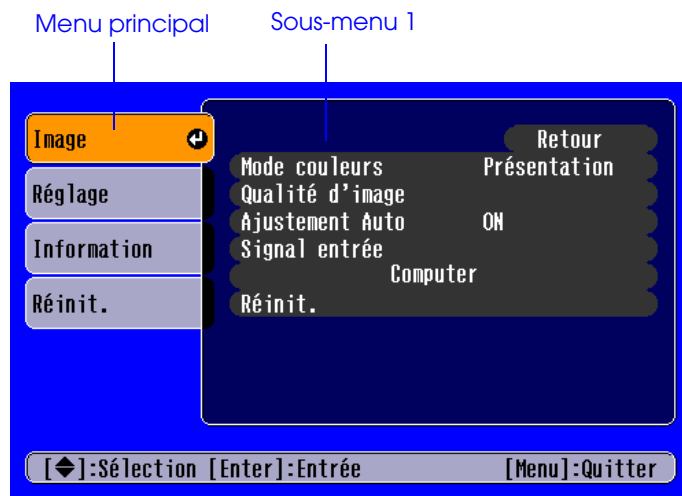 Menu principal Sous-menu 1
Image
Réglage
Information
Réinit.
Retour
Mode couleurs Présentation
Qualité d'image
Ajustement Auto ON
Signal entrée
Computer
Réinit.
[◆]:Sélection [Enter]:Entrée [Menu]:Quitter